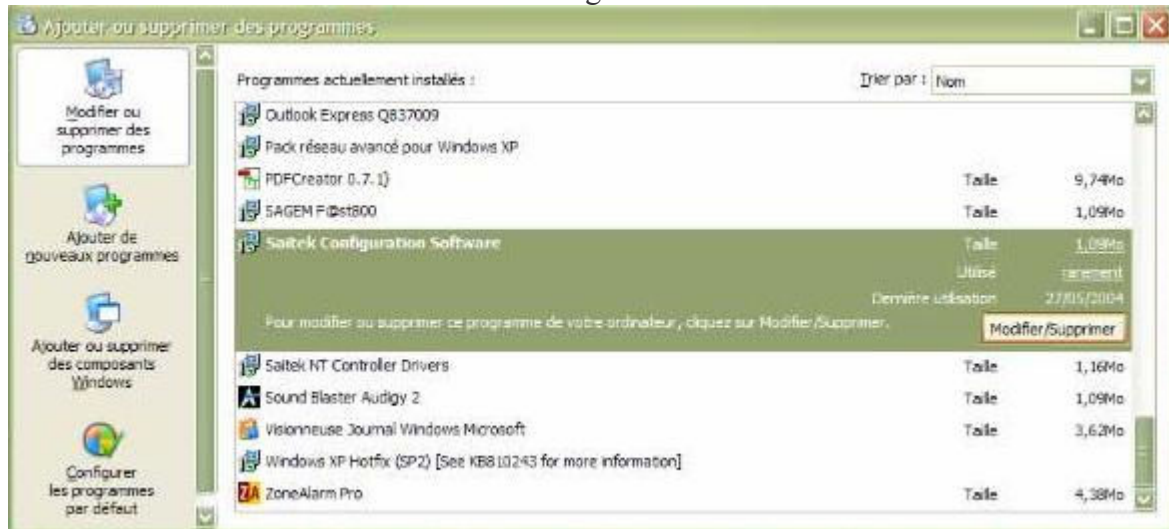 Ajouter ou supprimer des programmes
Modifier ou
supprimer des
programmes
Ajouter de
nouveaux programmes
Ajouter ou supprimer
des composants
Windows
Configurer
les programmes
par défaut
Programmes actuellement installés :
Trier par : Nom
Outlook Express Q837009
Pack réseau avancé pour Windows XP
PDFCreator 0.7.1) Taille 9,74Mo
SAGEM F@st800 Taille 1,09Mo
Saitek Configuration Software Taille 1,09Mo
Utilisé rarement
Dernière utilisation 27/05/2004
Pour modifier ou supprimer ce programme de votre ordinateur, cliquez sur Modifier/Supprimer.
Modifier/Supprimer
Saitek NT Controller Drivers Taille 1,16Mo
Sound Blaster Audigy 2 Taille 1,09Mo
Visionneuse Journal Windows Microsoft Taille 3,62Mo
Windows XP Hotfix (SP2) [See KB810243 for more information]
ZoneAlarm Pro Taille 4,38Mo